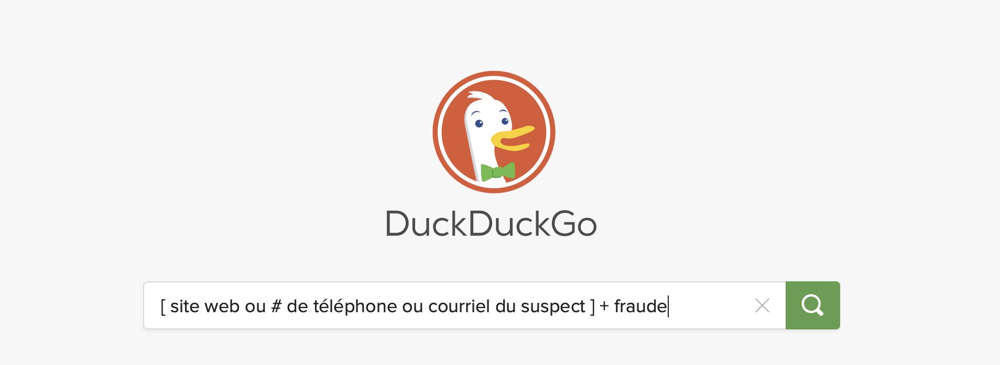 DuckDuckGo
[ site web ou # de téléphone ou courriel du suspect ] + fraude